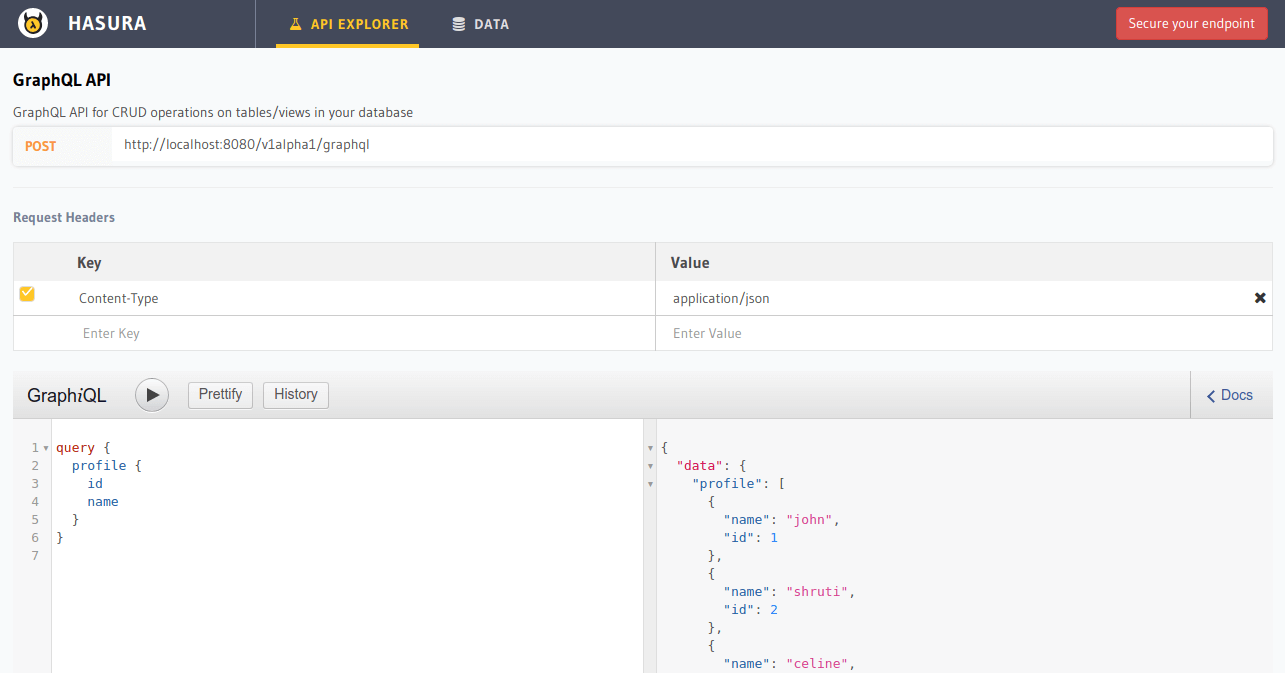 HASURA
API EXPLORER
DATA
Secure your endpoint
GraphQL API
GraphQL API for CRUD operations on tables/views in your database
POST http://localhost:8080/v1alpha1/graphql
Request Headers
Key Value
Content-Type application/json
Enter Key Enter Value
GraphiQL Prettify History Docs
1 query {
2 profile {
3 id
4 name
5 }
6 }
7
{
"data": {
"profile": [
{
"name": "john",
"id": 1
},
{
"name": "shruti",
"id": 2
},
{
"name": "celine",